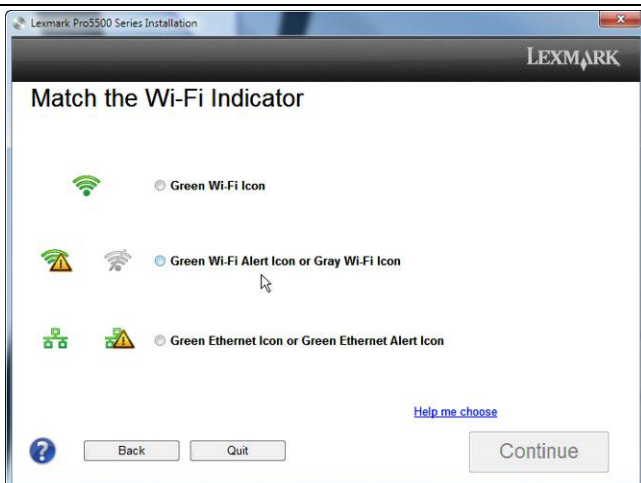 Lexmark Pro5500 Series Installation
LEXMARK
Match the Wi-Fi Indicator
Green Wi-Fi Icon
Green Wi-Fi Alert Icon or Gray Wi-Fi Icon
Green Ethernet Icon or Green Ethernet Alert Icon
Help me choose
? Back Quit Continue